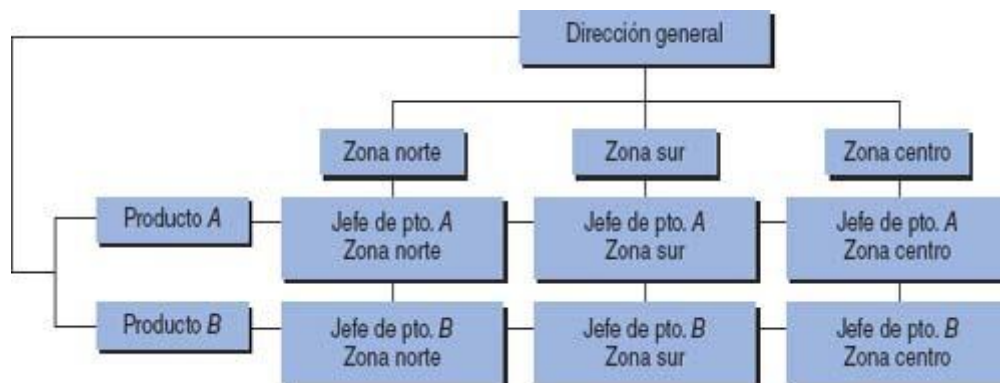 Dirección general
Zona norte
Zona sur
Zona centro
Producto A
Jefe de pto. A
Zona norte
Jefe de pto. A
Zona sur
Jefe de pto. A
Zona centro
Producto B
Jefe de pto. B
Zona norte
Jefe de pto. B
Zona sur
Jefe de pto. B
Zona centro